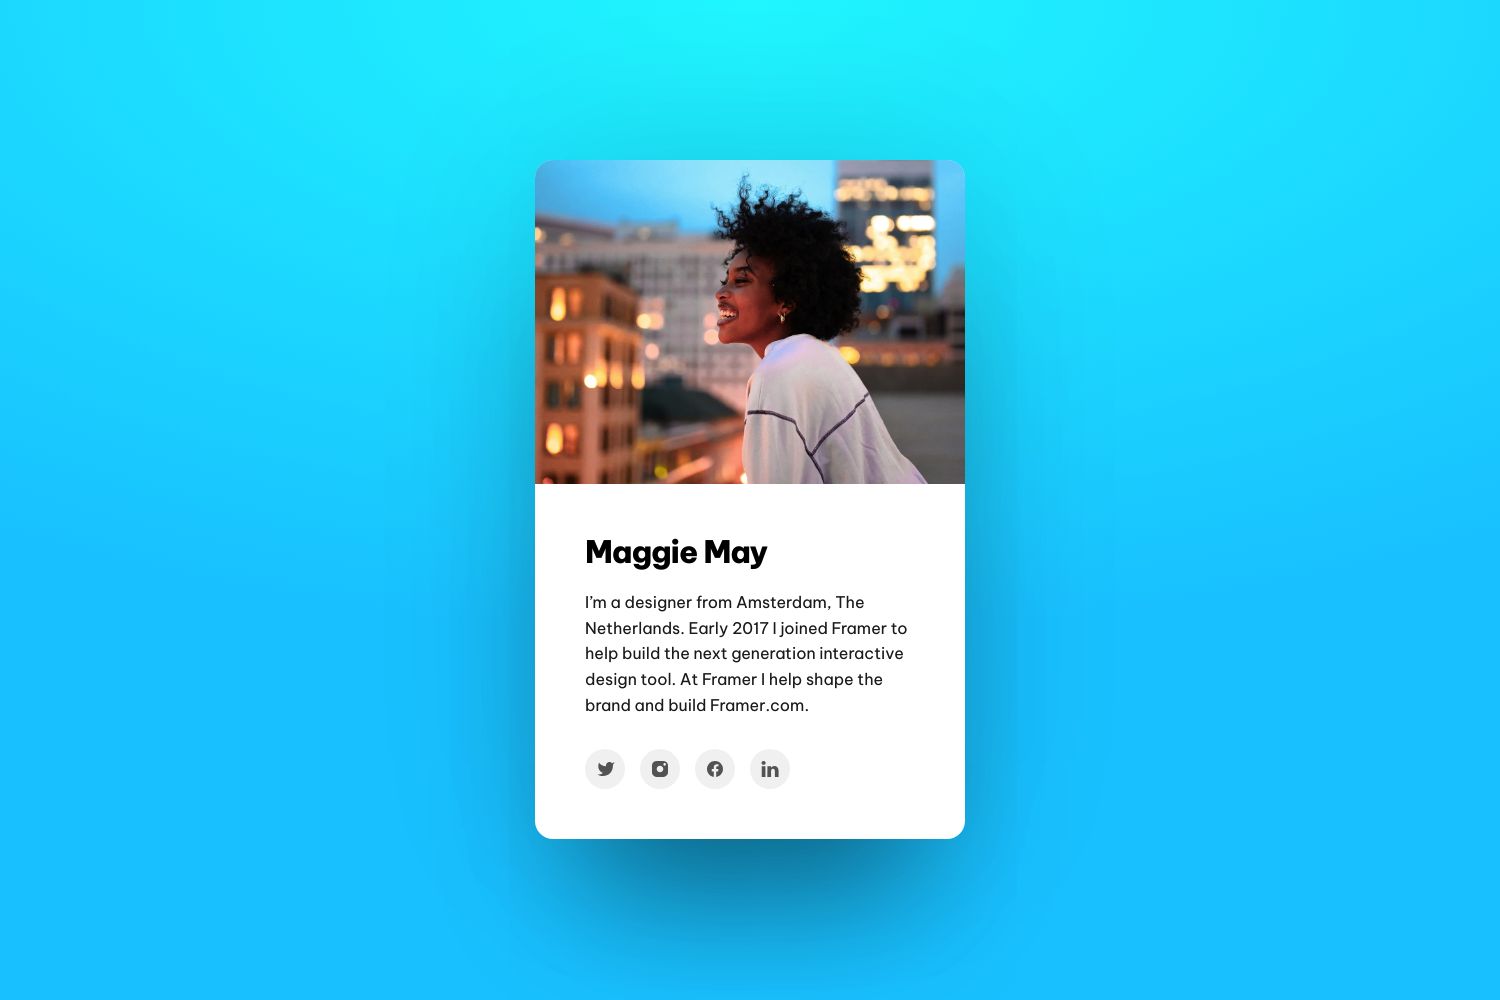 Maggie May
I’m a designer from Amsterdam, The
Netherlands. Early 2017 I joined Framer to
help build the next generation interactive
design tool. At Framer I help shape the
brand and build Framer.com.
in